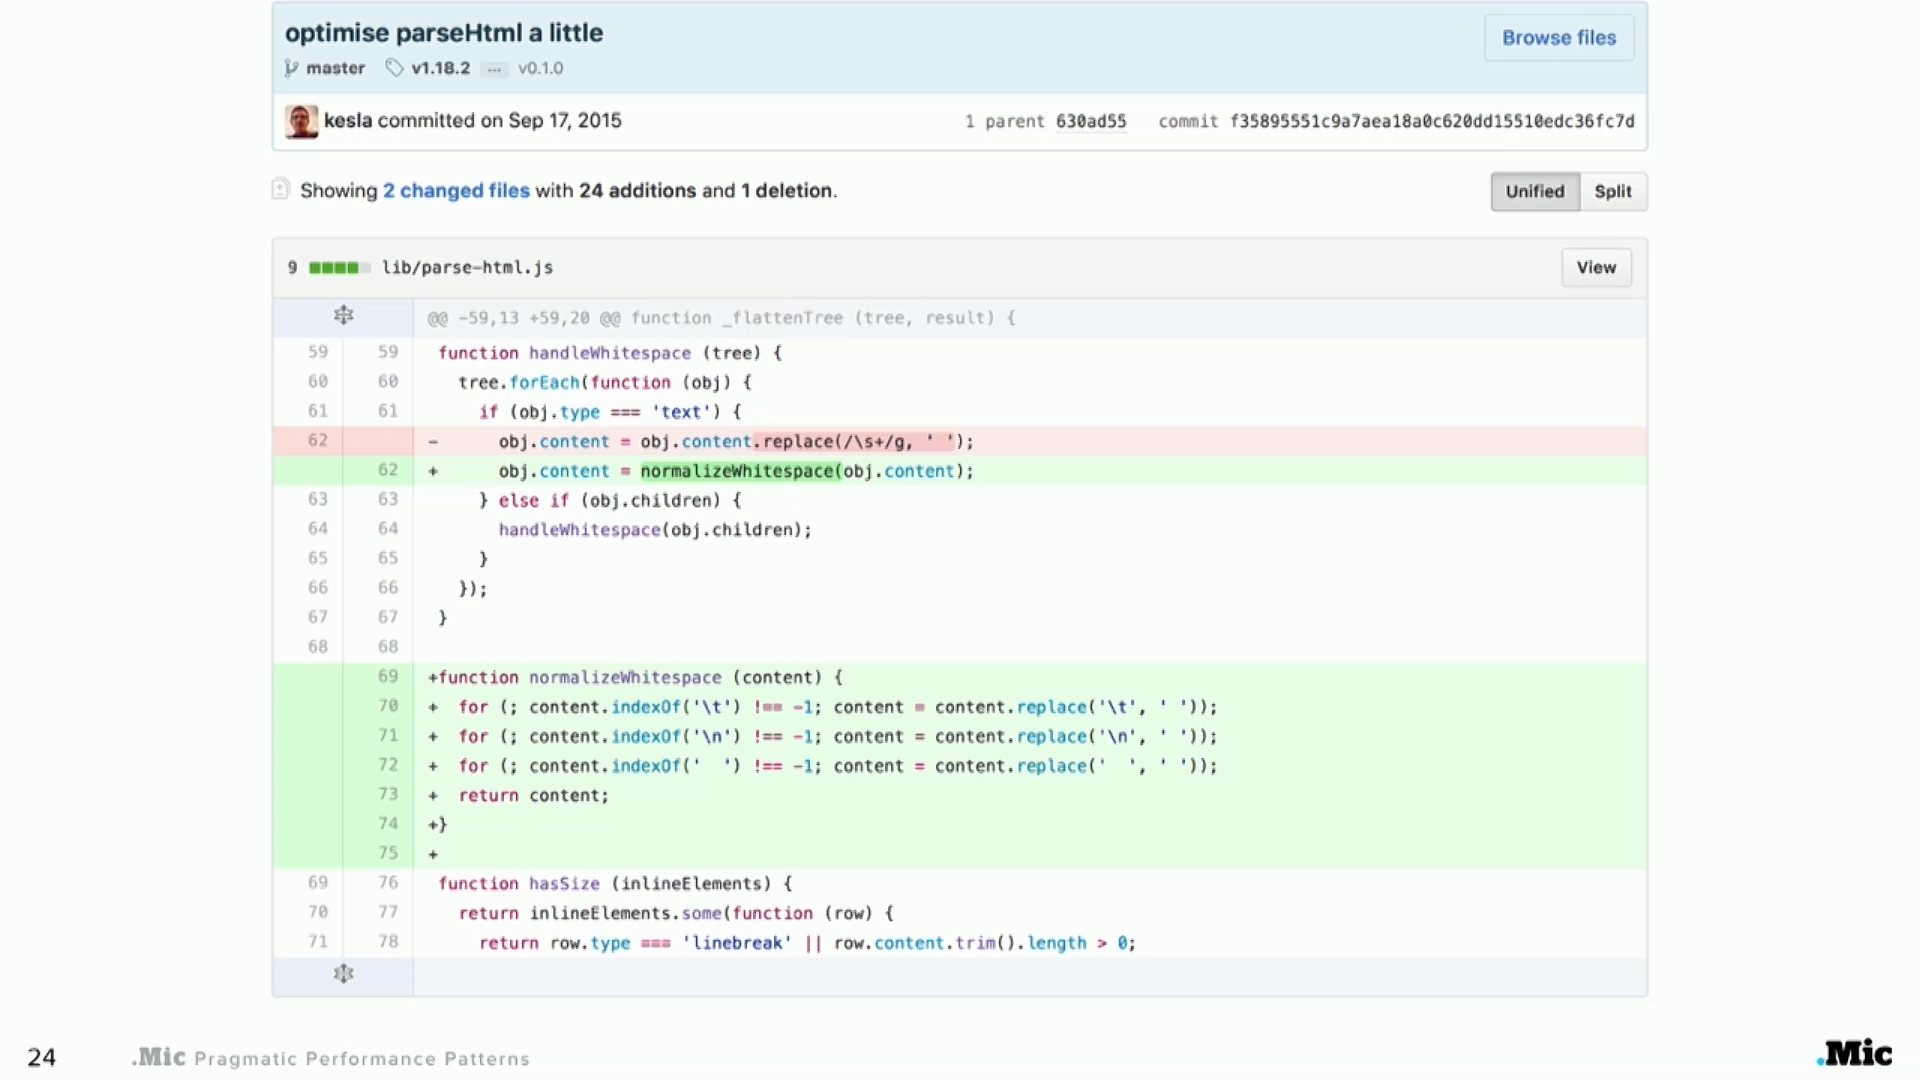 optimise parseHtml a little
Browse files
master v1.18.2 ... v0.1.0
kesla committed on Sep 17, 2015
1 parent 630ad55 commit f35895551c9a7aea18a0c620dd15510edc36fc7d
Showing 2 changed files with 24 additions and 1 deletion.
Unified Split
9 lib/parse-html.js
View
@@ -59,13 +59,20 @@ function _flattenTree (tree, result) {
59 59 function handleWhitespace (tree) {
60 60 tree.forEach(function (obj) {
61 61 if (obj.type === 'text') {
62 - obj.content = obj.content.replace(/\s+/g, ' ');
62 + obj.content = normalizeWhitespace(obj.content);
63 63 } else if (obj.children) {
64 64 handleWhitespace(obj.children);
65 65 }
66 66 });
67 67 }
68 68
69 +function normalizeWhitespace (content) {
70 + for (; content.indexOf('\t') !== -1; content = content.replace('\t', ' '));
71 + for (; content.indexOf('\n') !== -1; content = content.replace('\n', ' '));
72 + for (; content.indexOf('  ') !== -1; content = content.replace('  ', ' '));
73 + return content;
74 +}
75 +
69 76 function hasSize (inlineElements) {
70 77 return inlineElements.some(function (row) {
71 78 return row.type === 'linebreak' || row.content.trim().length > 0;
24 .Mic Pragmatic Performance Patterns
.Mic